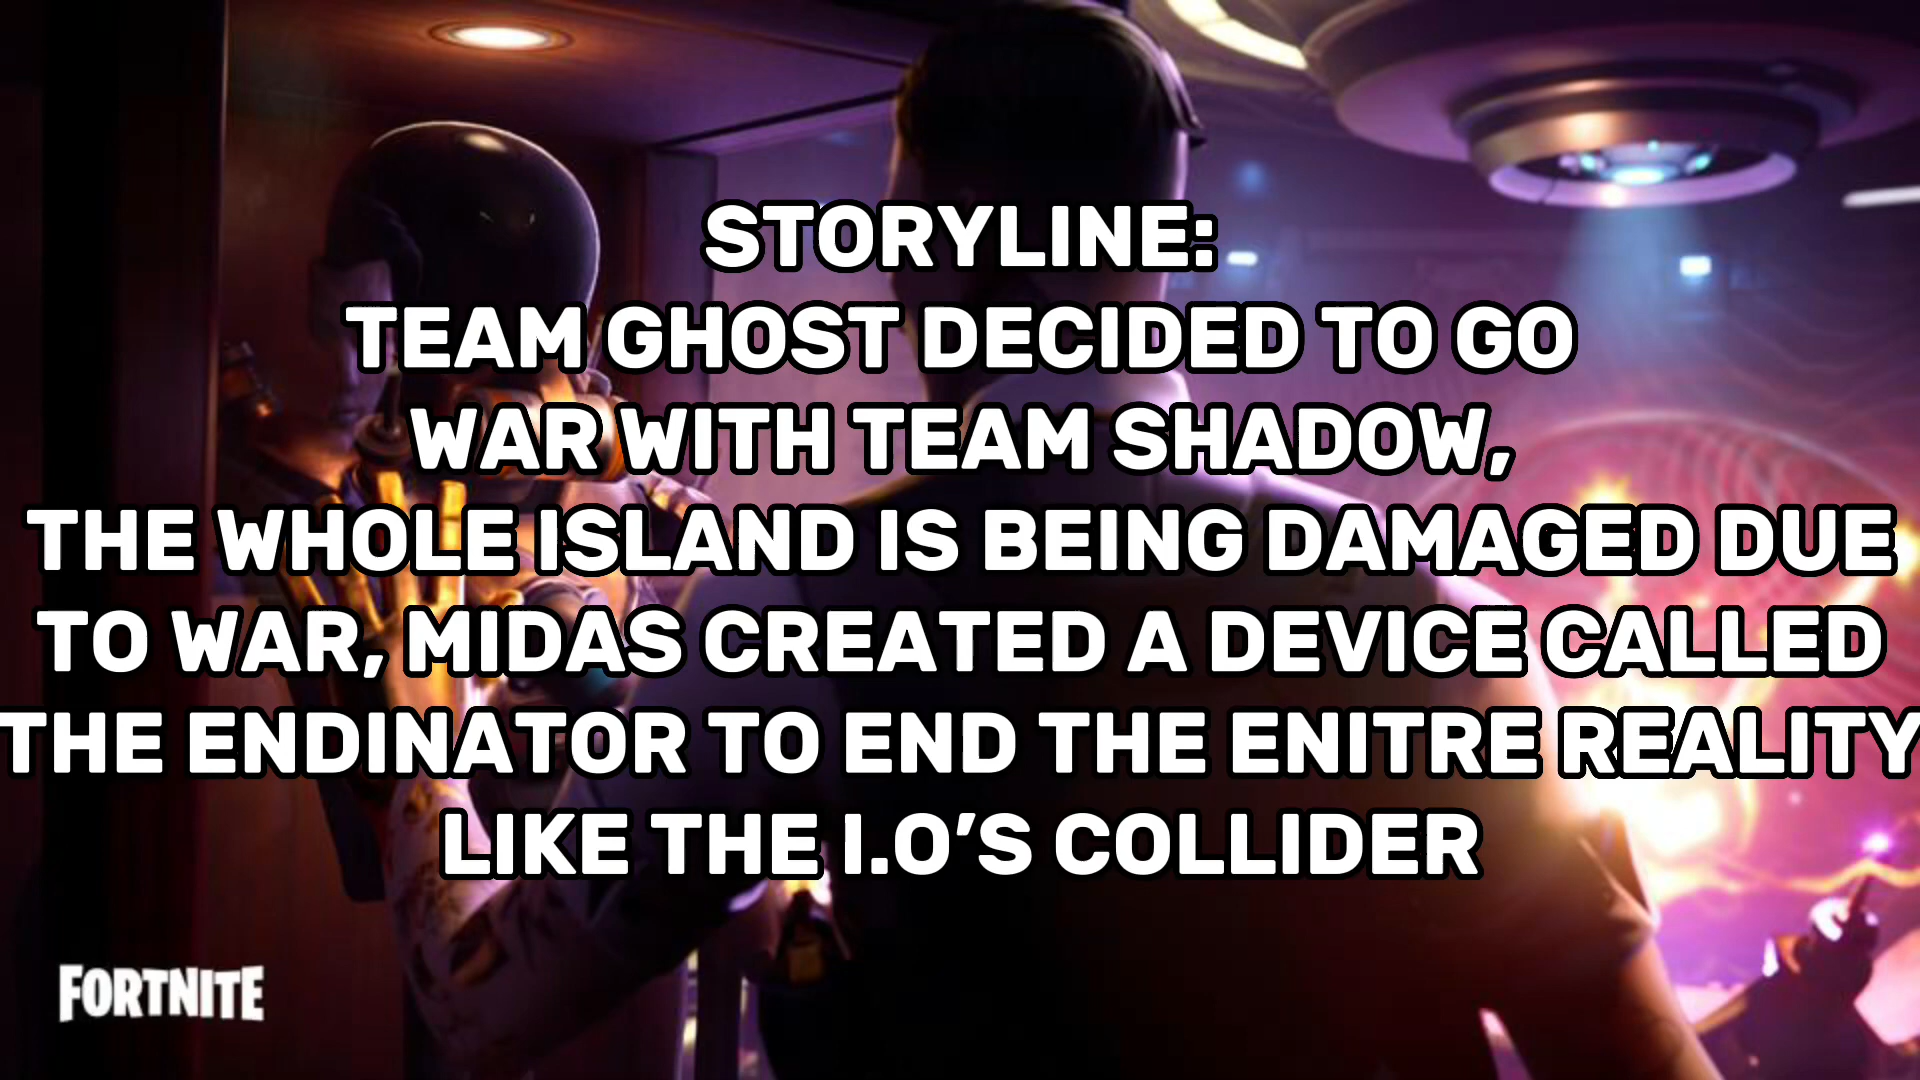 STORYLINE:
TEAM GHOST DECIDED TO GO
WAR WITH TEAM SHADOW,
THE WHOLE ISLAND IS BEING DAMAGED DUE
TO WAR, MIDAS CREATED A DEVICE CALLED
THE ENDINATOR TO END THE ENITRE REALITY
LIKE THE I.O’S COLLIDER
FORTNITE